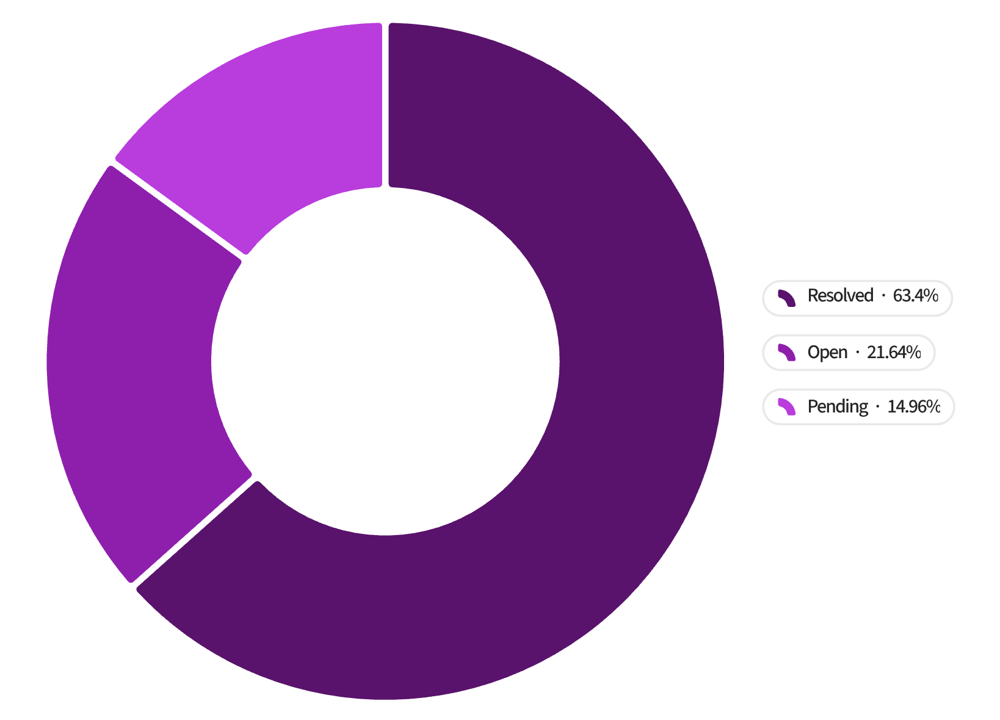 Resolved · 63.4%
Open · 21.64%
Pending · 14.96%